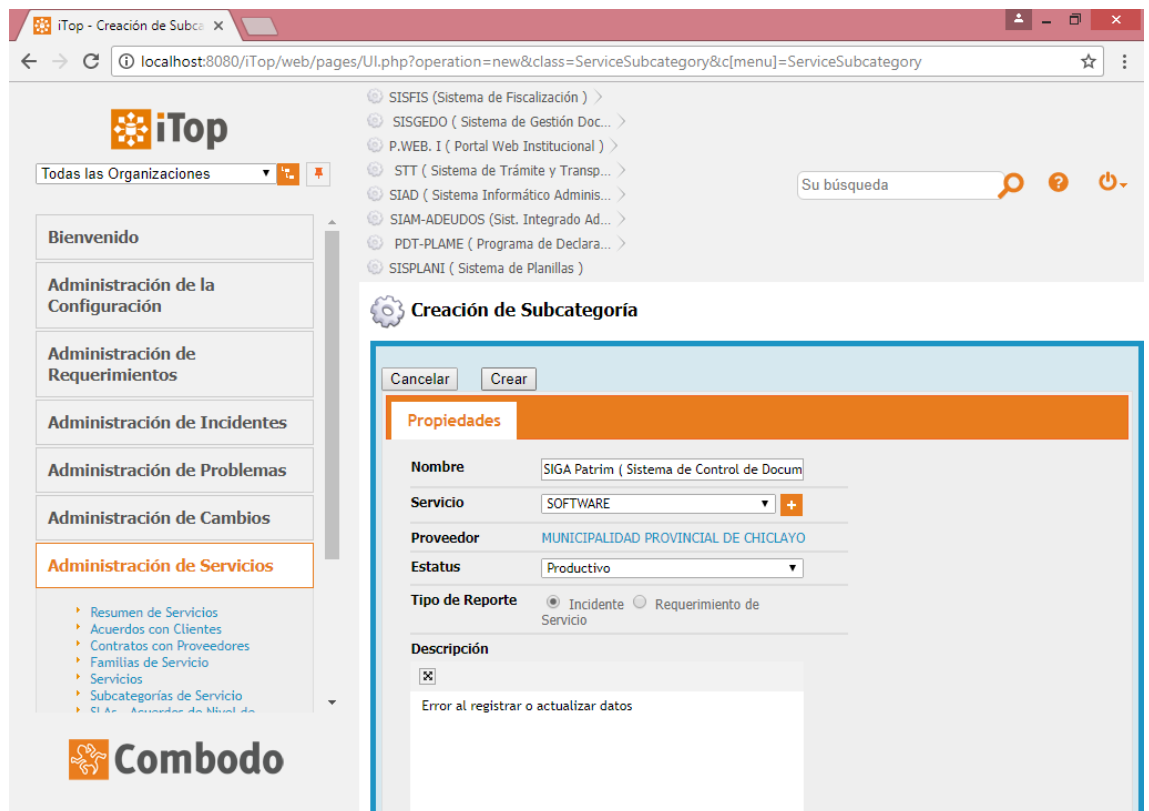 iTop - Creación de Subca
localhost:8080/iTop/web/pages/UI.php?operation=new&class=ServiceSubcategory&c[menu]=ServiceSubcategory
iTop
Todas las Organizaciones
Bienvenido
Administración de la
Configuración
Administración de
Requerimientos
Administración de Incidentes
Administración de Problemas
Administración de Cambios
Administración de Servicios
Resumen de Servicios
Acuerdos con Clientes
Contratos con Proveedores
Familias de Servicio
Servicios
Subcategorías de Servicio
SLAs - Acuerdos de Nivel de
Combodo
SISFIS (Sistema de Fiscalización )
SISGEDO ( Sistema de Gestión Doc...
P.WEB. I ( Portal Web Institucional )
STT ( Sistema de Trámite y Transp...
SIAD ( Sistema Informático Adminis...
SIAM-ADEUDOS (Sist. Integrado Ad...
PDT-PLAME ( Programa de Declara...
SISPLANI ( Sistema de Planillas )
Su búsqueda
Creación de Subcategoría
Cancelar Crear
Propiedades
Nombre SIGA Patrim ( Sistema de Control de Docum
Servicio SOFTWARE
Proveedor MUNICIPALIDAD PROVINCIAL DE CHICLAYO
Estatus Productivo
Tipo de Reporte Incidente Requerimiento de
Servicio
Descripción
Error al registrar o actualizar datos